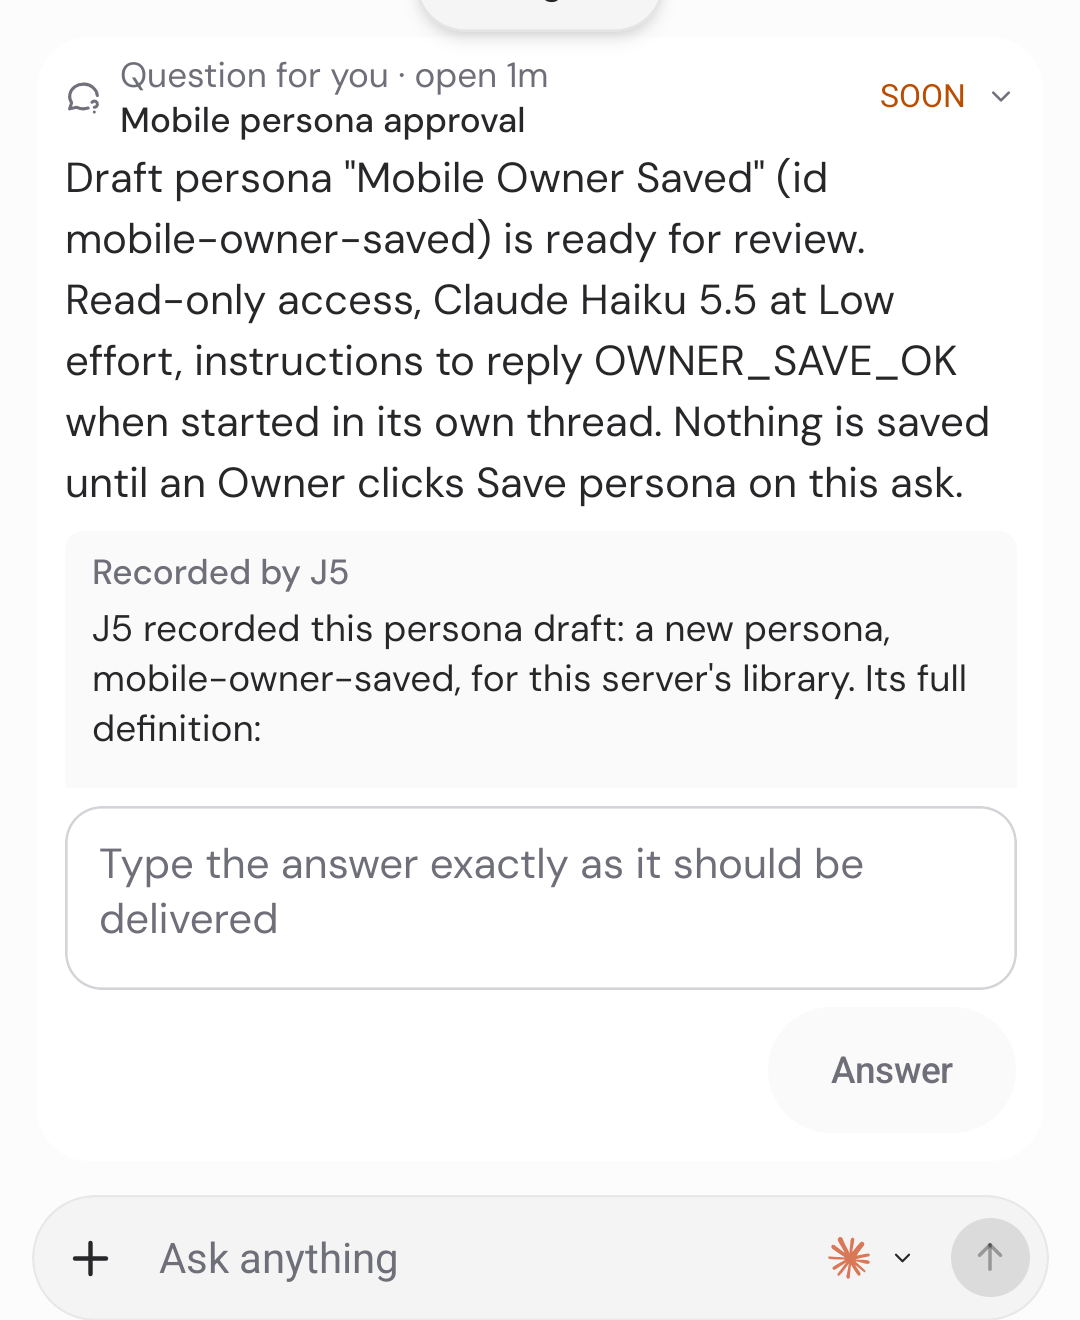 Question for you · open 1m
SOON
Mobile persona approval
Draft persona "Mobile Owner Saved" (id
mobile-owner-saved) is ready for review.
Read-only access, Claude Haiku 5.5 at Low
effort, instructions to reply OWNER_SAVE_OK
when started in its own thread. Nothing is saved
until an Owner clicks Save persona on this ask.
Recorded by J5
J5 recorded this persona draft: a new persona,
mobile-owner-saved, for this server's library. Its full
definition:
Type the answer exactly as it should be
delivered
Answer
Ask anything